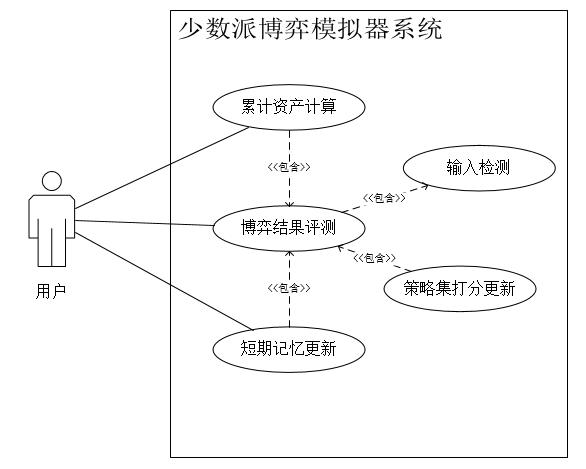 少数派博弈模拟器系统
累计资产计算
<<包含>>
输入检测
<<包含>>
博弈结果评测
<<包含>>
策略集打分更新
<<包含>>
用户
短期记忆更新